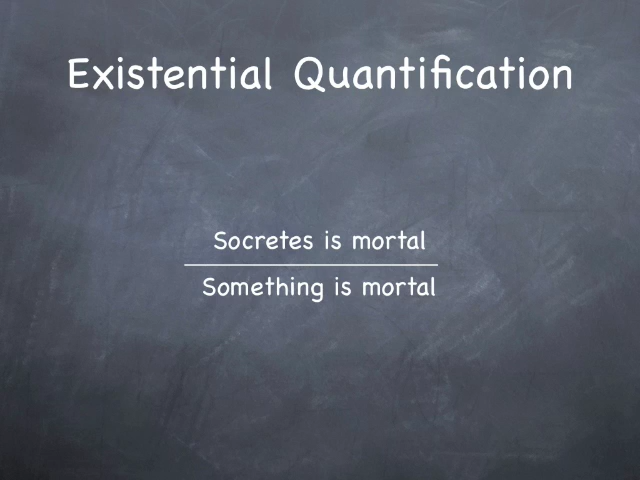 Existential Quantification
Socretes is mortal
Something is mortal